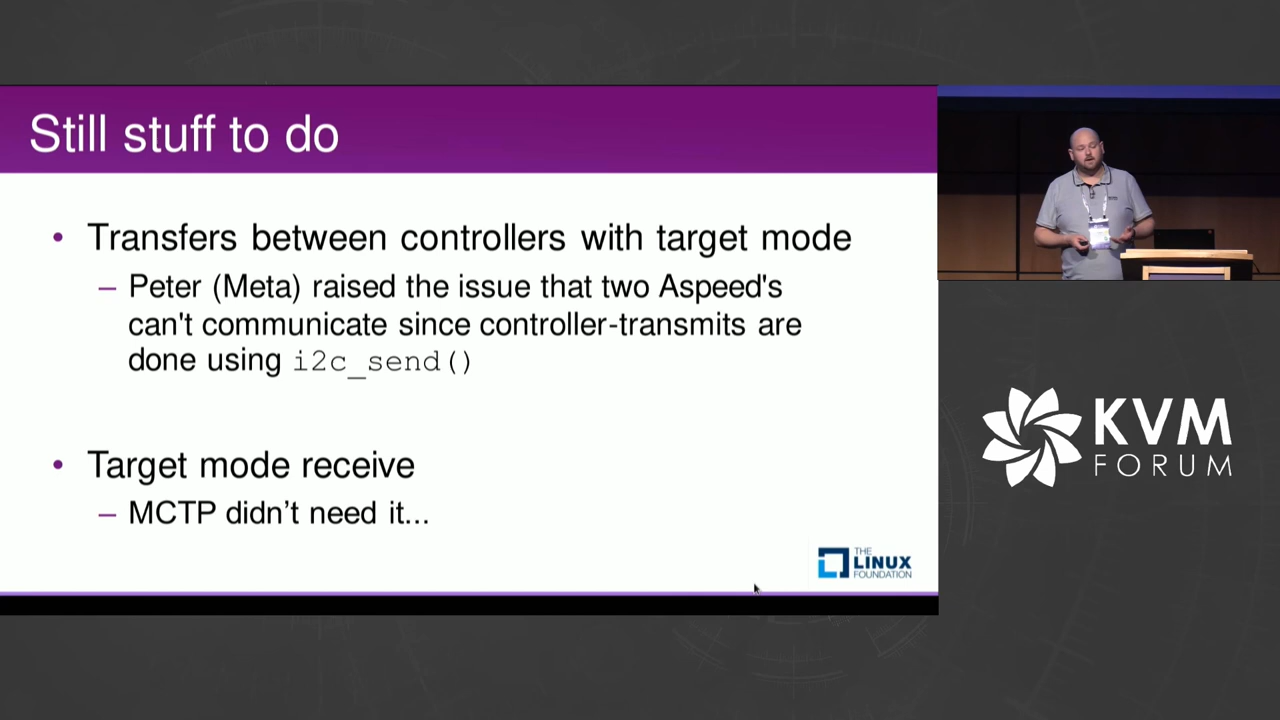 Still stuff to do
• Transfers between controllers with target mode
– Peter (Meta) raised the issue that two Aspeed's
can't communicate since controller-transmits are
done using i2c_send()
• Target mode receive
– MCTP didn’t need it...
THE
LINUX
FOUNDATION
KVM
FORUM